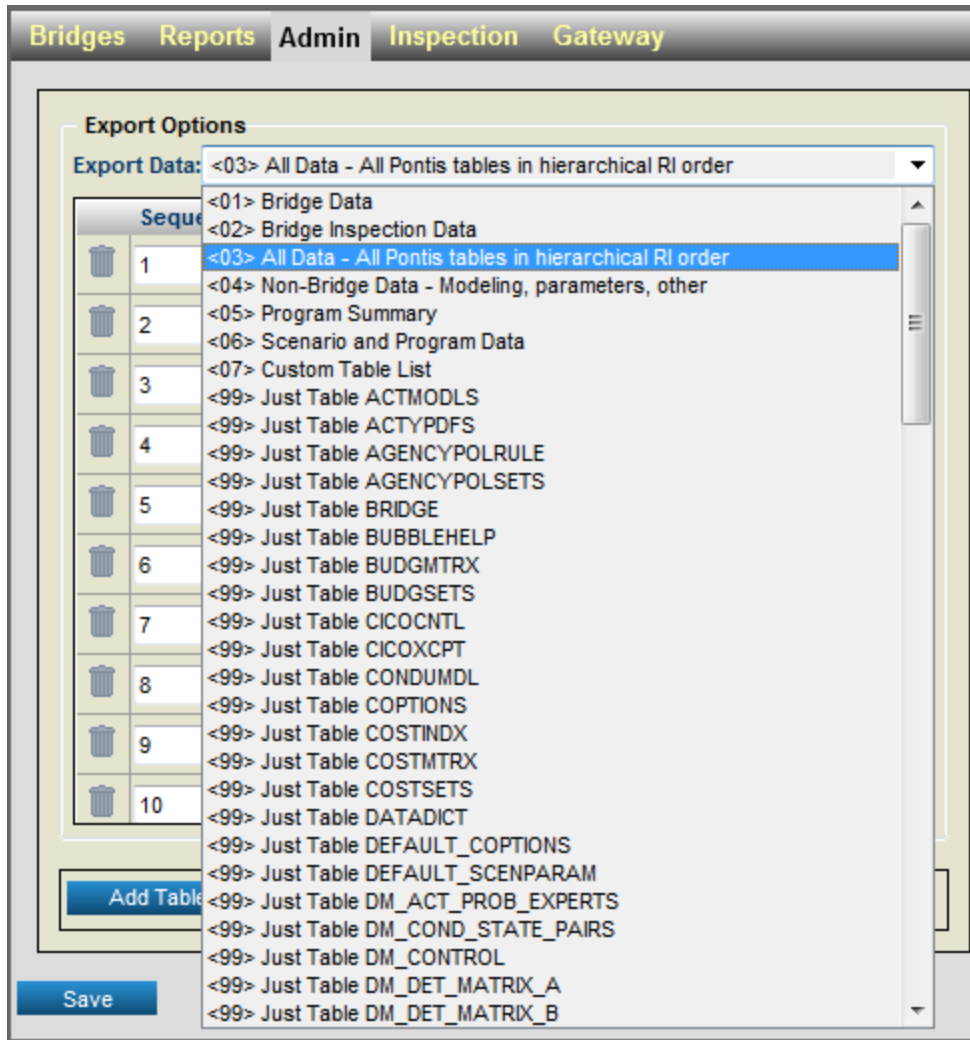 Bridges Reports Admin Inspection Gateway
Export Options
Export Data: <03> All Data - All Pontis tables in hierarchical RI order
<01> Bridge Data
<02> Bridge Inspection Data
<03> All Data - All Pontis tables in hierarchical RI order
<04> Non-Bridge Data - Modeling, parameters, other
<05> Program Summary
<06> Scenario and Program Data
<07> Custom Table List
<99> Just Table ACTMODLS
<99> Just Table ACTYPDFS
<99> Just Table AGENCYPOLRULE
<99> Just Table AGENCYPOLSETS
<99> Just Table BRIDGE
<99> Just Table BUBBLEHELP
<99> Just Table BUDGMTRX
<99> Just Table BUDGSETS
<99> Just Table CICOCNTL
<99> Just Table CICOXCPT
<99> Just Table CONDUMDL
<99> Just Table COPTIONS
<99> Just Table COSTINDX
<99> Just Table COSTMTRX
<99> Just Table COSTSETS
<99> Just Table DATADICT
<99> Just Table DEFAULT_COPTIONS
<99> Just Table DEFAULT_SCENPARAM
<99> Just Table DM_ACT_PROB_EXPERTS
<99> Just Table DM_COND_STATE_PAIRS
<99> Just Table DM_CONTROL
<99> Just Table DM_DET_MATRIX_A
<99> Just Table DM_DET_MATRIX_B
Seque
1
2
3
4
5
6
7
8
9
10
Add Table
Save